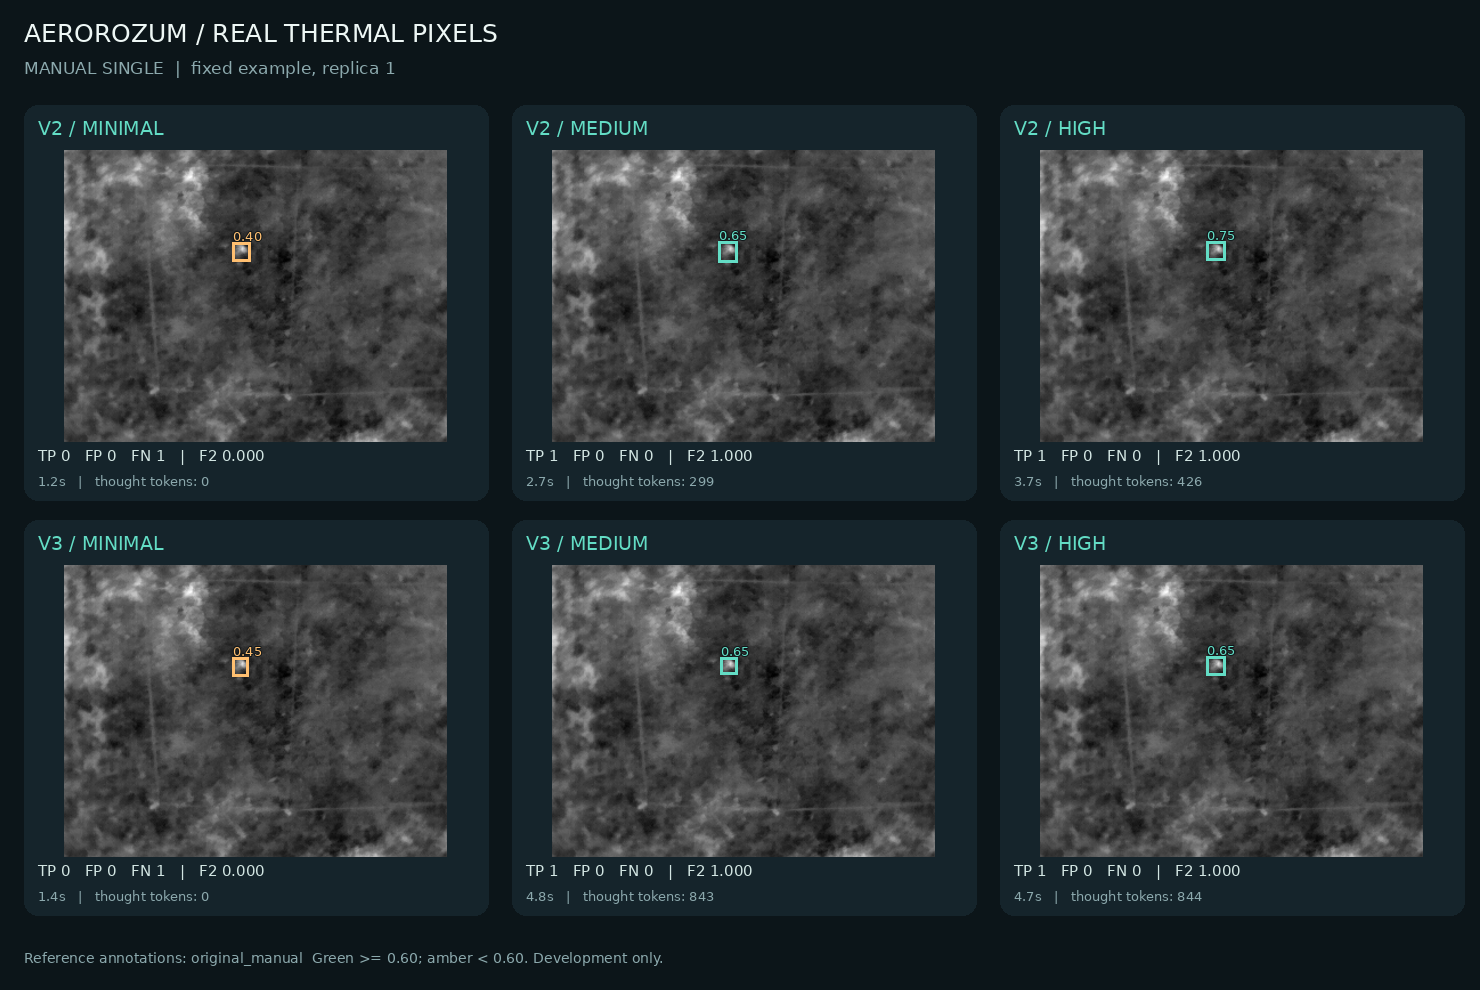 AEROROZUM / REAL THERMAL PIXELS
MANUAL SINGLE | fixed example, replica 1
V2 / MINIMAL
0.40
TP 0 FP 0 FN 1 | F2 0.000
1.2s | thought tokens: 0
V2 / MEDIUM
0.65
TP 1 FP 0 FN 0 | F2 1.000
2.7s | thought tokens: 299
V2 / HIGH
0.75
TP 1 FP 0 FN 0 | F2 1.000
3.7s | thought tokens: 426
V3 / MINIMAL
0.45
TP 0 FP 0 FN 1 | F2 0.000
1.4s | thought tokens: 0
V3 / MEDIUM
0.65
TP 1 FP 0 FN 0 | F2 1.000
4.8s | thought tokens: 843
V3 / HIGH
0.65
TP 1 FP 0 FN 0 | F2 1.000
4.7s | thought tokens: 844
Reference annotations: original_manual Green >= 0.60; amber < 0.60. Development only.